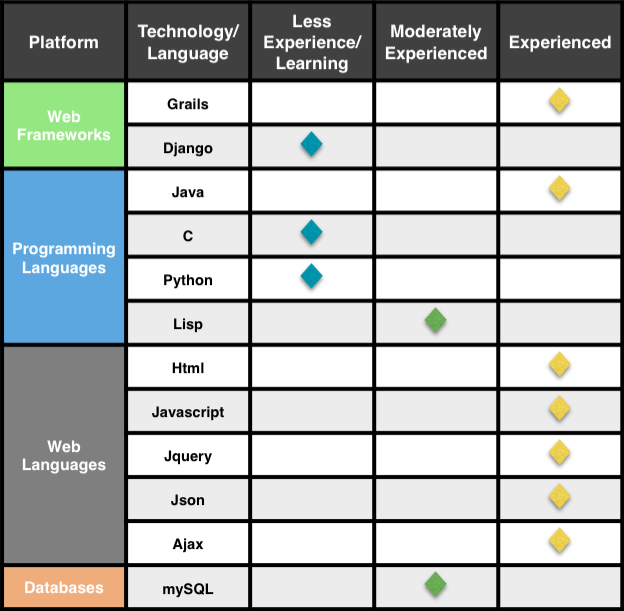 Platform
Technology/
Language
Less
Experience/
Learning
Moderately
Experienced
Experienced
Web
Frameworks
Grails
Django
Programming
Languages
Java
C
Python
Lisp
Web
Languages
Html
Javascript
Jquery
Json
Ajax
Databases
mySQL